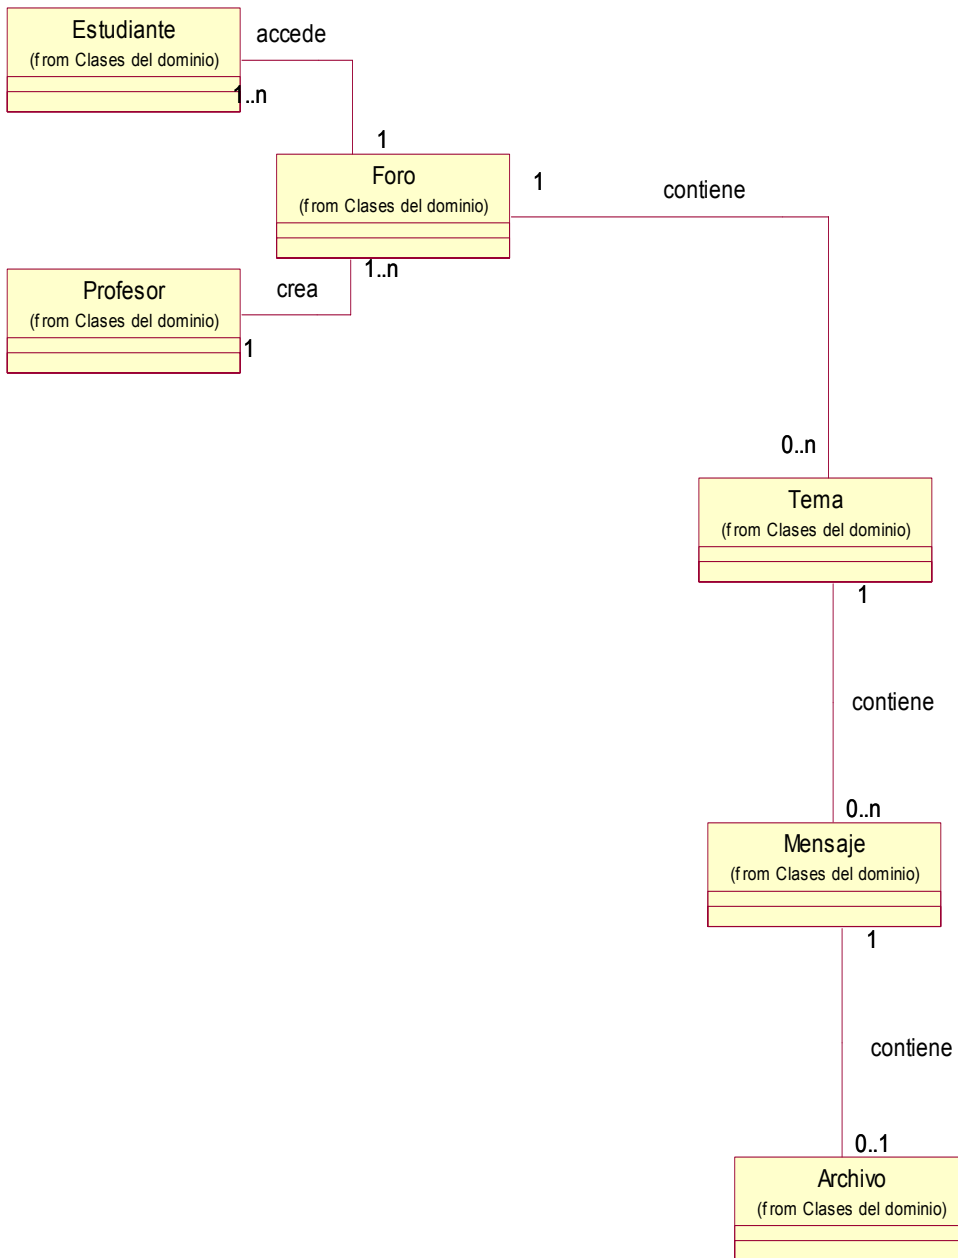 Estudiante
(from Clases del dominio)
accede
1..n
1
Foro
(from Clases del dominio)
1
contiene
1..n
Profesor
(from Clases del dominio)
crea
1
0..n
Tema
(from Clases del dominio)
1
contiene
0..n
Mensaje
(from Clases del dominio)
1
contiene
0..1
Archivo
(from Clases del dominio)